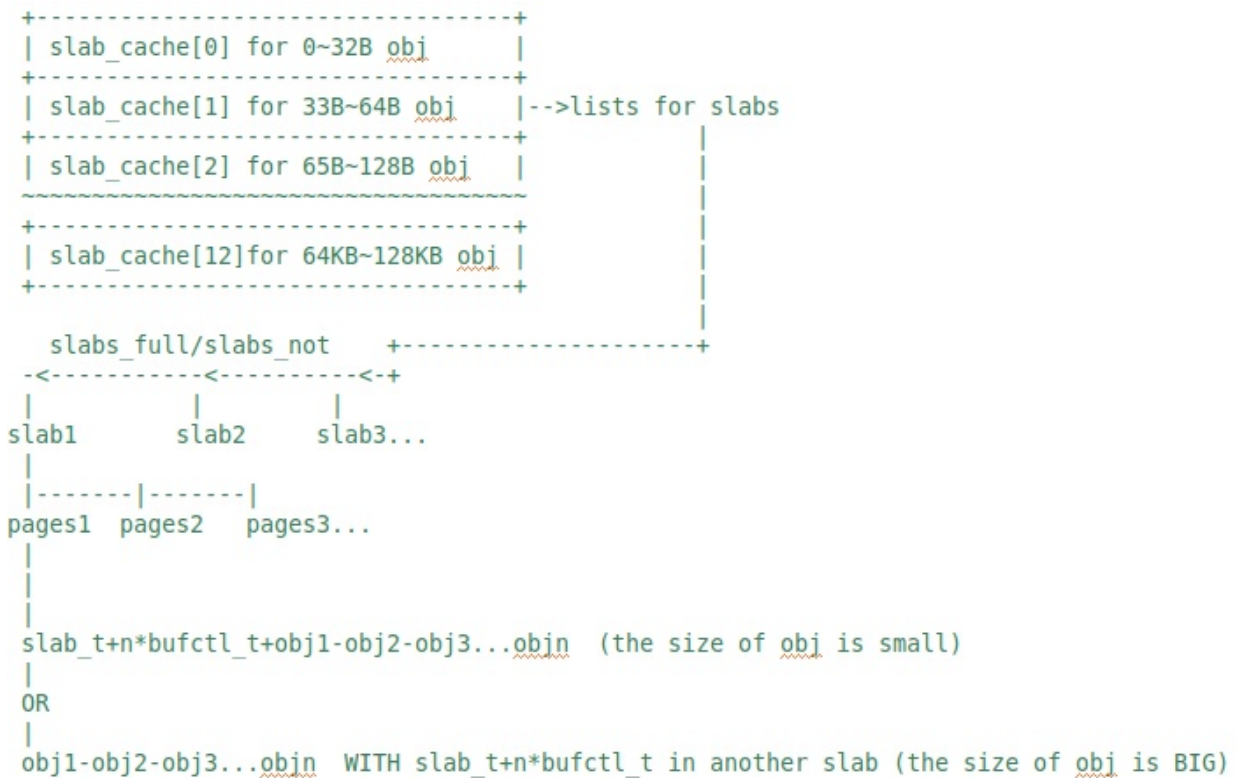 +----------------------------------+
| slab_cache[0] for 0~32B obj      |
+----------------------------------+
| slab_cache[1] for 33B~64B obj    |-->lists for slabs
+----------------------------------+            |
| slab_cache[2] for 65B~128B obj   |            |
~~~~~~~~~~~~~~~~~~~~~~~~~~~~~~~~~~~~            |
+----------------------------------+            |
| slab_cache[12]for 64KB~128KB obj |            |
+----------------------------------+            |
                                                |
  slabs_full/slabs_not    +---------------------+
-<-----------<----------<-+
|           |         |
slab1       slab2     slab3...
|
|-------|-------|
pages1  pages2   pages3...
|
|
|
slab_t+n*bufctl_t+obj1-obj2-obj3...objn  (the size of obj is small)
|
OR
|
obj1-obj2-obj3...objn  WITH slab_t+n*bufctl_t in another slab (the size of obj is BIG)